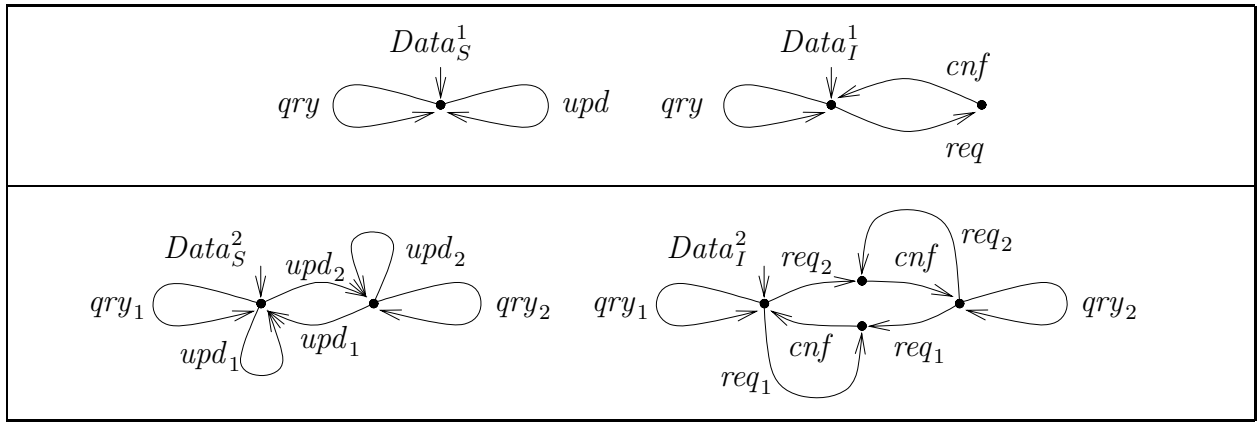 Data_S^1
Data_I^1
cnf
qry
upd
qry
req
Data_S^2
upd_2
upd_2
Data_I^2
req_2
cnf
req_2
qry_1
qry_2
qry_1
qry_2
upd_1
upd_1
cnf
req_1
req_1